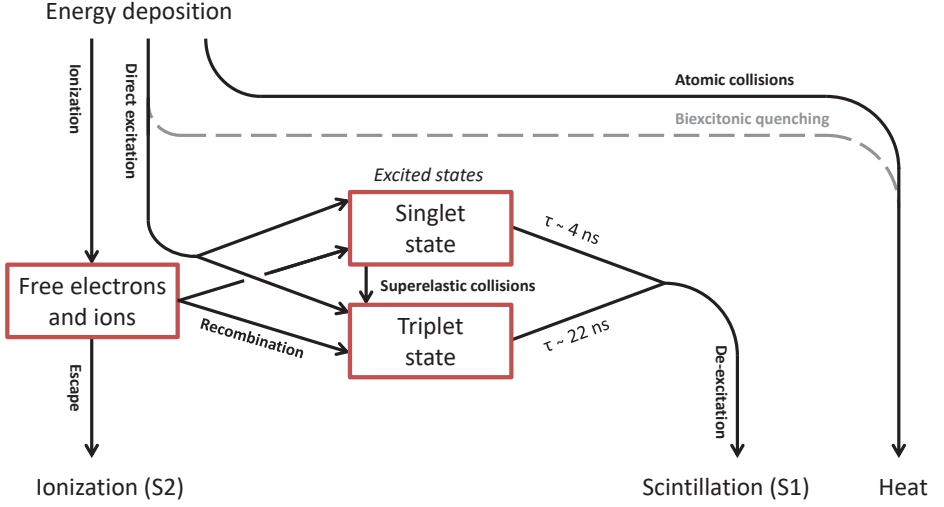 Energy deposition
Ionization
Direct excitation
Atomic collisions
Biexcitonic quenching
Excited states
Singlet
state
τ ~ 4 ns
Free electrons
and ions
Superelastic collisions
Recombination
Triplet
state
τ ~ 22 ns
Escape
De-excitation
Ionization (S2)
Scintillation (S1)
Heat